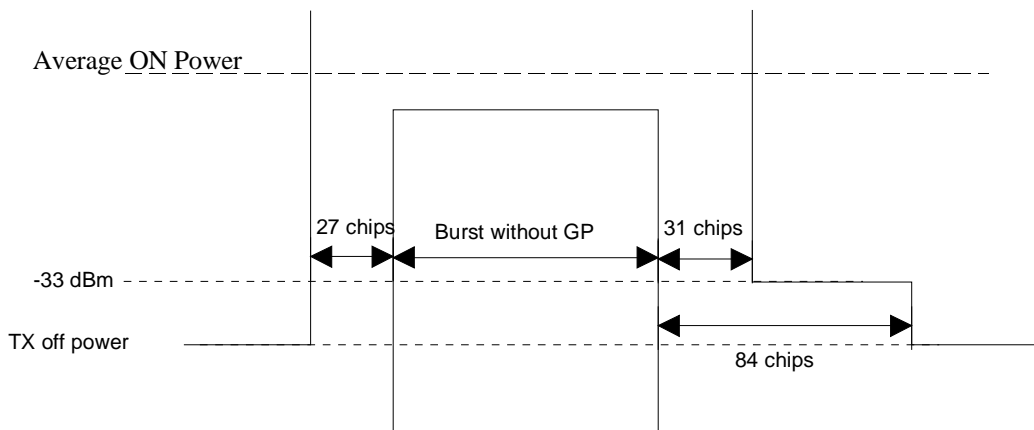 Average ON Power
27 chips
Burst without GP
31 chips
-33 dBm
TX off power
84 chips